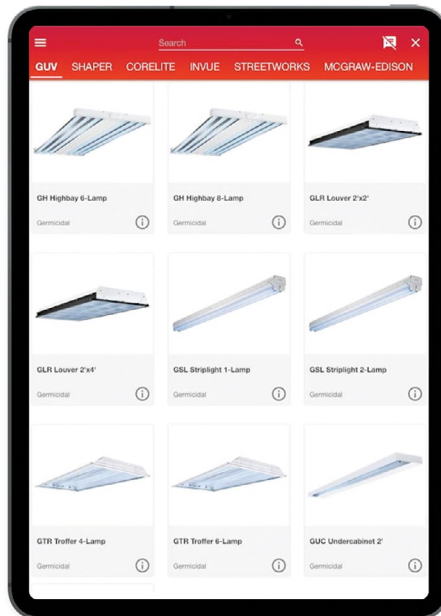 Search
GUV SHAPER CORELITE INVUE STREETWORKS MCGRAW-EDISON
GH Highbay 6-Lamp
Germicidal
GH Highbay 8-Lamp
Germicidal
GLR Louver 2'x2'
Germicidal
GLR Louver 2'x4'
Germicidal
GSL Striplight 1-Lamp
Germicidal
GSL Striplight 2-Lamp
Germicidal
GTR Troffer 4-Lamp
Germicidal
GTR Troffer 6-Lamp
Germicidal
GUC Undercabinet 2'
Germicidal